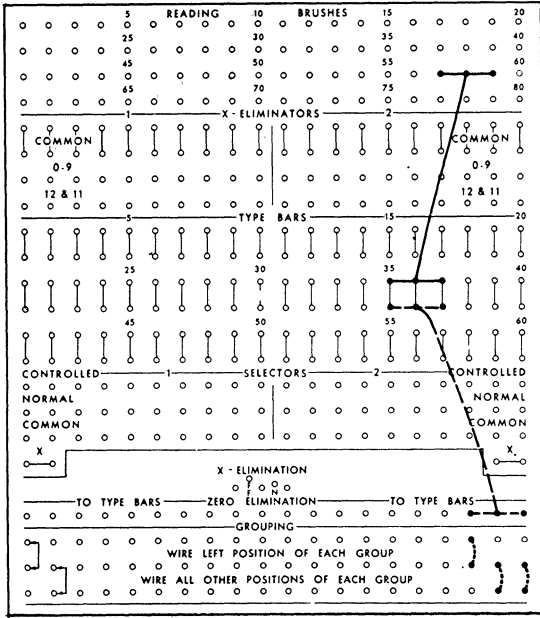 5 READING 10 BRUSHES 15 20
25 30 35 40
45 50 55 60
65 70 75 80
1 X-ELIMINATORS 2
COMMON COMMON
0-9 0-9
12 & 11 12 & 11
5 TYPE BARS 15 20
25 30 35 40
45 50 55 60
CONTROLLED 1 SELECTORS 2 CONTROLLED
NORMAL NORMAL
COMMON COMMON
X X
X-ELIMINATION
OFF ON
TO TYPE BARS ZERO ELIMINATION TO TYPE BARS
GROUPING
WIRE LEFT POSITION OF EACH GROUP
WIRE ALL OTHER POSITIONS OF EACH GROUP